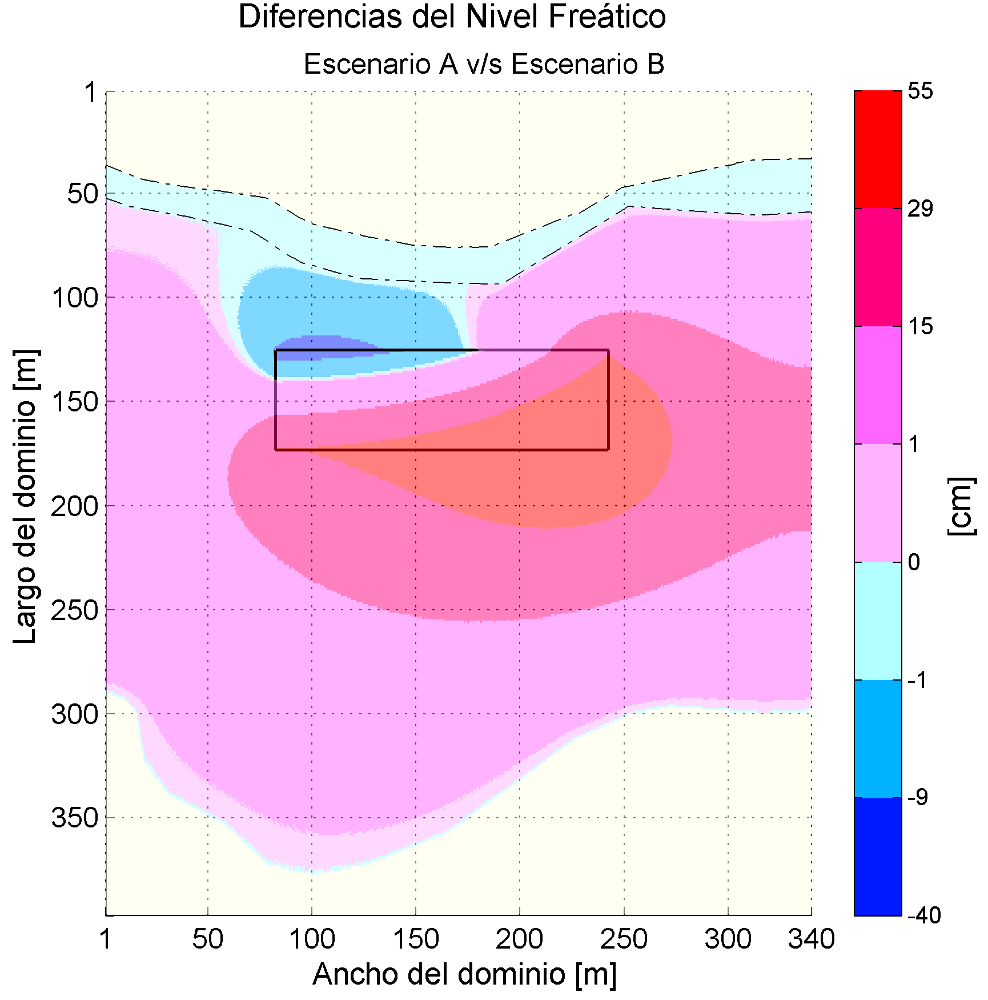 Diferencias del Nivel Freático
Escenario A v/s Escenario B
1
50
100
150
200
250
300
350
Largo del dominio [m]
1 50 100 150 200 250 300 340
Ancho del dominio [m]
55
29
15
1
0
-1
-9
-40
[cm]